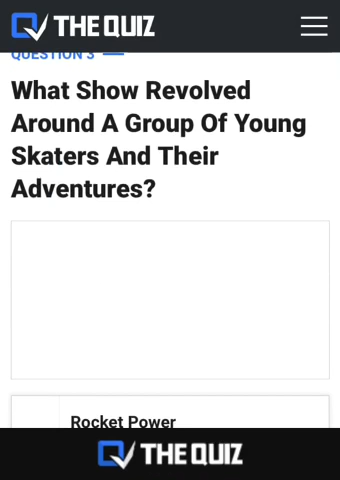 THE QUIZ
QUESTION 3
What Show Revolved
Around A Group Of Young
Skaters And Their
Adventures?
Rocket Power
THE QUIZ